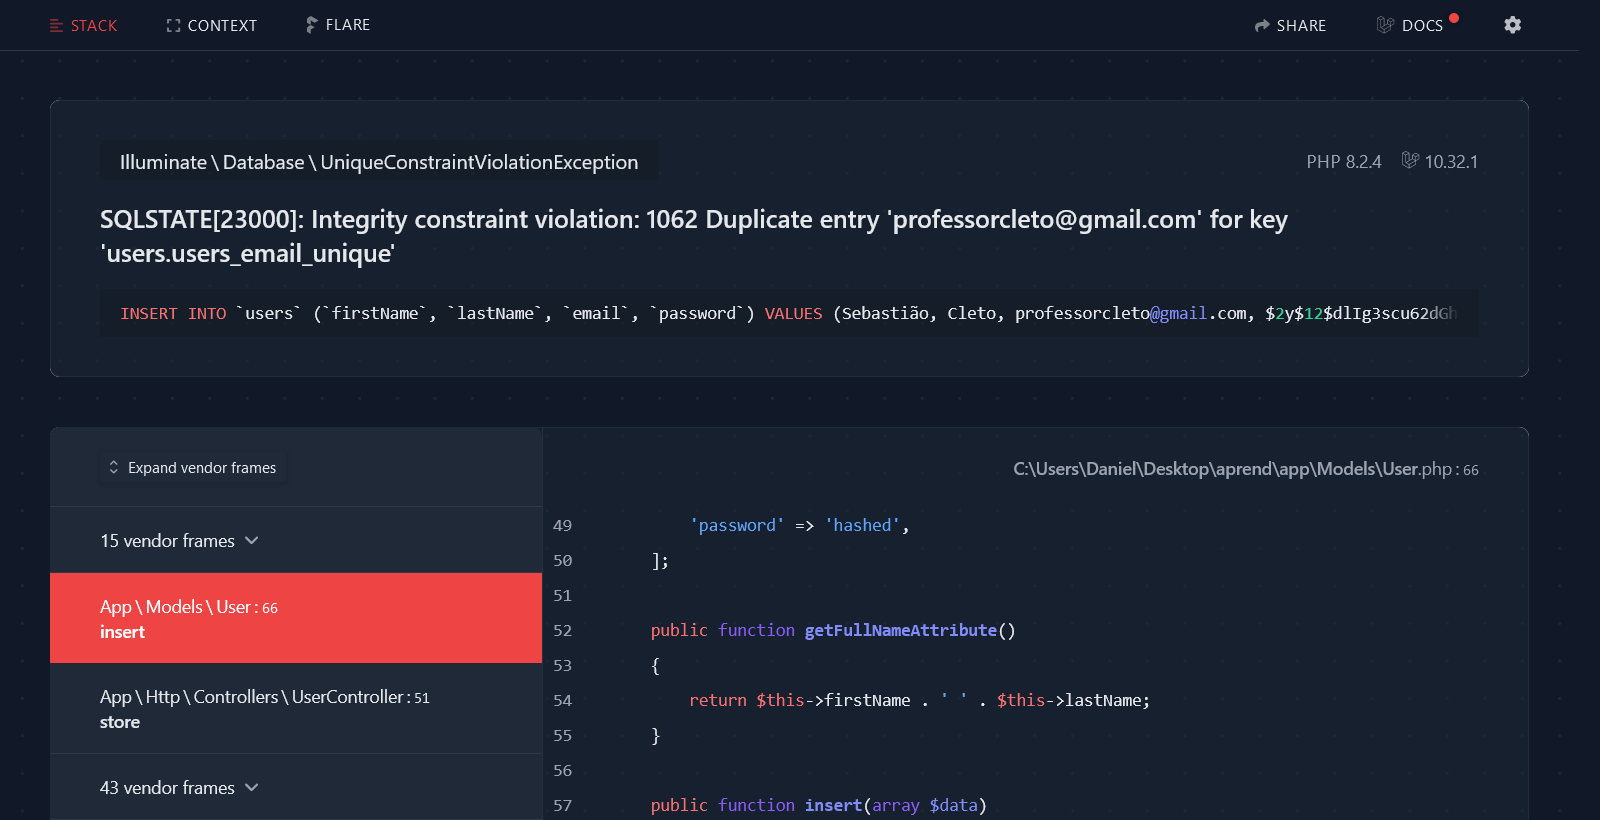 STACK CONTEXT FLARE SHARE DOCS
Illuminate\Database\UniqueConstraintViolationException
PHP 8.2.4 10.32.1
SQLSTATE[23000]: Integrity constraint violation: 1062 Duplicate entry 'professorcleto@gmail.com' for key
'users.users_email_unique'
INSERT INTO `users` (`firstName`, `lastName`, `email`, `password`) VALUES (Sebastião, Cleto, professorcleto@gmail.com, $2y$12$dlIg3scu62dGh
Expand vendor frames
15 vendor frames
App\Models\User:66
insert
App\Http\Controllers\UserController:51
store
43 vendor frames
C:\Users\Daniel\Desktop\aprend\app\Models\User.php:66
49 'password' => 'hashed',
50 ];
51
52 public function getFullNameAttribute()
53 {
54 return $this->firstName . ' ' . $this->lastName;
55 }
56
57 public function insert(array $data)